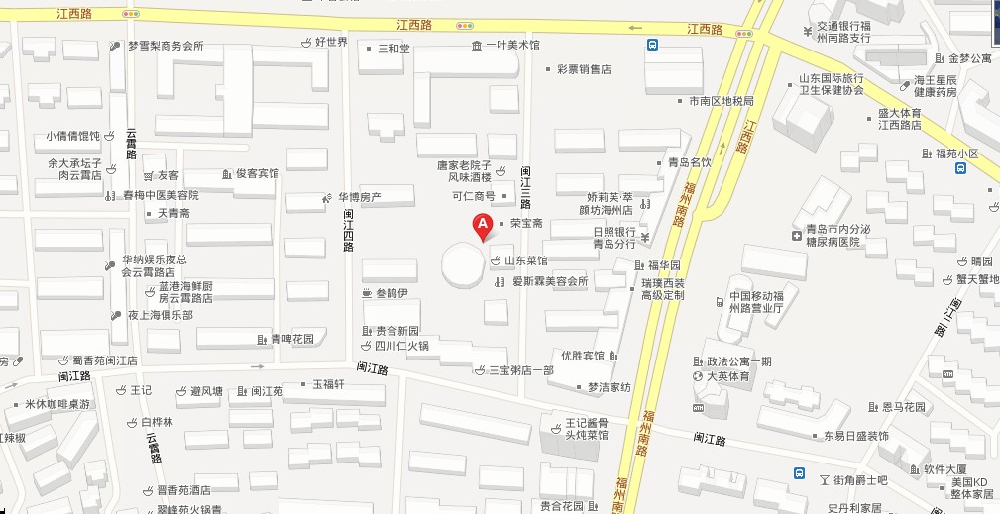 江西路
江西路
江西路
交通银行福
州南路支行
梦雪梨商务会所
好世界
三和堂
一叶美术馆
彩票销售店
金梦公寓
山东国际旅行
卫生保健协会
海王星辰
健康药房
市南区地税局
盛大体育
江西路店
小倩倩馄饨
云霄路
江西路
福苑小区
余大承坛子
肉云霄店
友客
俊客宾馆
唐家老院子
风味酒楼
青岛名饮
春梅中医美容院
华博房产
可仁商号
闽江三路
娇莉芙·萃
颜坊海州店
福州南路
天青斋
闽江四路
A
荣宝斋
日照银行
青岛分行
青岛市内分泌
糖尿病医院
华纳娱乐夜总
会云霄路店
山东菜馆
福华园
晴园
蓝港海鲜厨
房云霄路店
叁鹊伊
爱斯霖美容会所
瑞璞西装
高级定制
中国移动福
州路营业厅
蟹天蟹地
夜上海俱乐部
贵合新园
闽江二路
青啤花园
四川仁火锅
优胜宾馆
政法公寓一期
房
蜀香苑闽江店
闽江路
闽江路
三宝粥店一部
大英体育
王记
避风塘
闽江苑
玉福轩
梦洁家纺
米休咖啡桌游
恩马花园
白桦林
王记酱骨
头炖菜馆
福州南路
闽江路
东易日盛装饰
江辣椒
云霄路
软件大厦
街角爵士吧
美国KD
整体家居
晋香苑酒店
福州南路
翠峰苑火锅青
贵合花园
史丹利家居